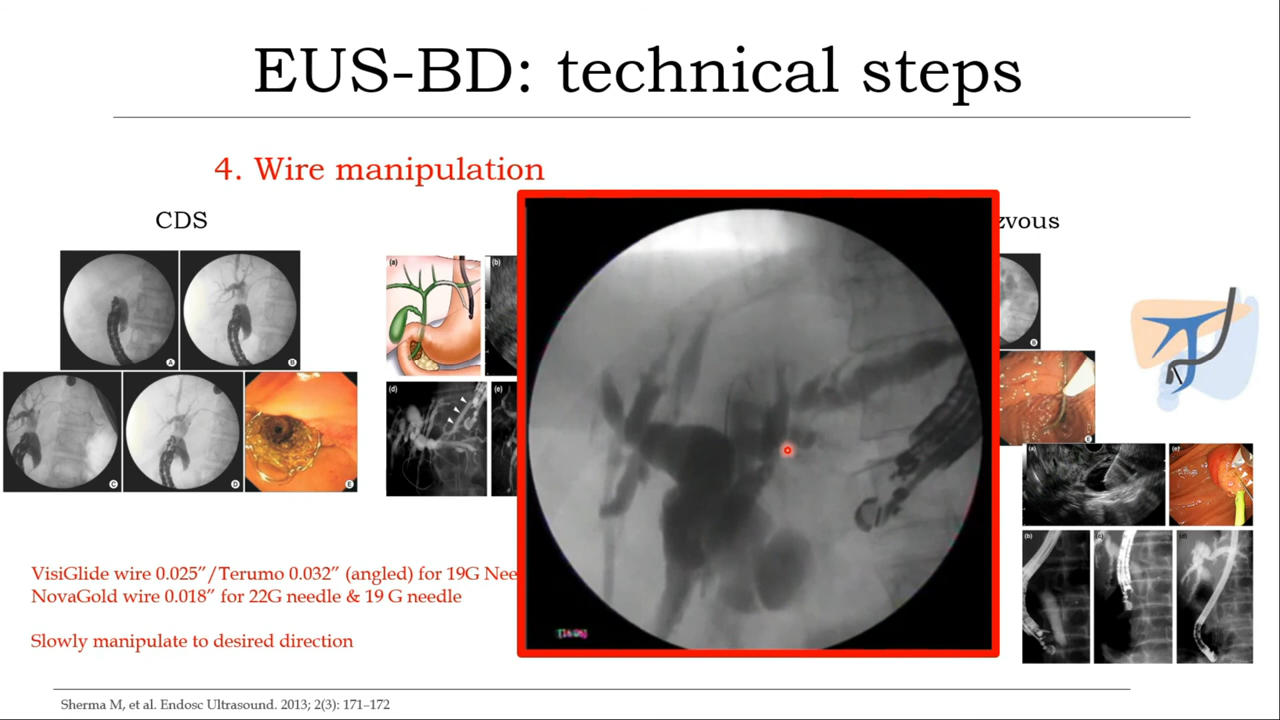 EUS-BD: technical steps
4. Wire manipulation
CDS
zvous
(a)
(b)
(d)
(e)
A
B
C
D
E
B
E
(a)
(e)
(b)
(c)
(d)
VisiGlide wire 0.025”/Terumo 0.032” (angled) for 19G Nee
NovaGold wire 0.018” for 22G needle & 19 G needle
Slowly manipulate to desired direction
Sherma M, et al. Endosc Ultrasound. 2013; 2(3): 171–172